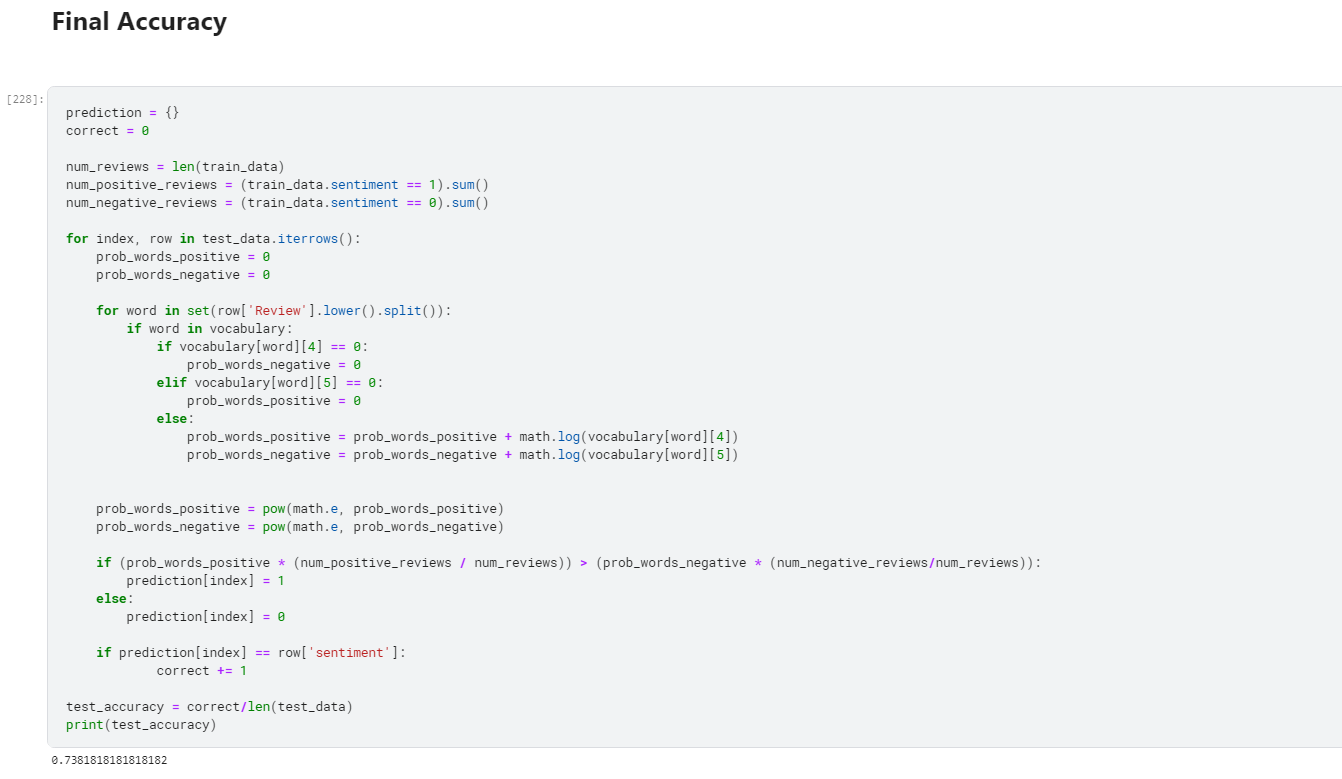 Final Accuracy
[228]:
prediction = {}
correct = 0
num_reviews = len(train_data)
num_positive_reviews = (train_data.sentiment == 1).sum()
num_negative_reviews = (train_data.sentiment == 0).sum()
for index, row in test_data.iterrows():
    prob_words_positive = 0
    prob_words_negative = 0
    for word in set(row['Review'].lower().split()):
        if word in vocabulary:
            if vocabulary[word][4] == 0:
                prob_words_negative = 0
            elif vocabulary[word][5] == 0:
                prob_words_positive = 0
            else:
                prob_words_positive = prob_words_positive + math.log(vocabulary[word][4])
                prob_words_negative = prob_words_negative + math.log(vocabulary[word][5])
    prob_words_positive = pow(math.e, prob_words_positive)
    prob_words_negative = pow(math.e, prob_words_negative)
    if (prob_words_positive * (num_positive_reviews / num_reviews)) > (prob_words_negative * (num_negative_reviews/num_reviews)):
        prediction[index] = 1
    else:
        prediction[index] = 0
    if prediction[index] == row['sentiment']:
            correct += 1
test_accuracy = correct/len(test_data)
print(test_accuracy)
0.7381818181818182